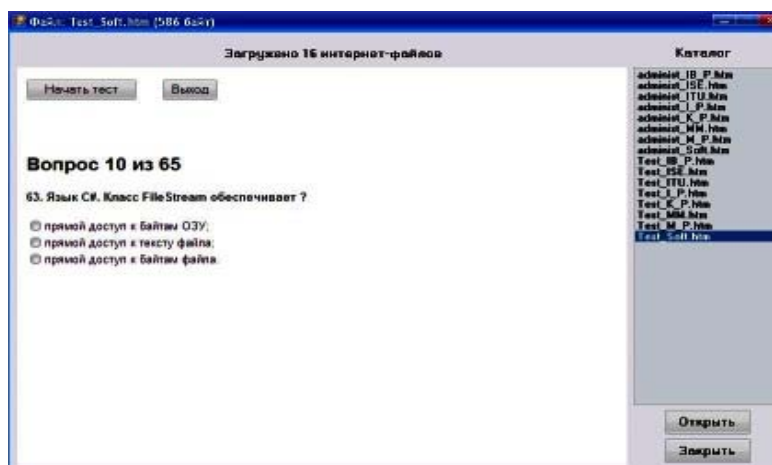 Файл: Test_Soft.htm (586 байт)
Загружено 16 интернет-файлов
Каталог
Начать тест
Выход
Вопрос 10 из 65
63. Язык C#. Класс FileStream обеспечивает ?
прямой доступ к байтам ОЗУ;
прямой доступ к тексту файла;
прямой доступ к байтам файла.
administ_IB_P.htm
administ_ISE.htm
administ_ITU.htm
administ_I_P.htm
administ_K_P.htm
administ_MM.htm
administ_M_P.htm
administ_Soft.htm
Test_IB_P.htm
Test_ISE.htm
Test_ITU.htm
Test_I_P.htm
Test_K_P.htm
Test_MM.htm
Test_M_P.htm
Test_Soft.htm
Открыть
Закрыть